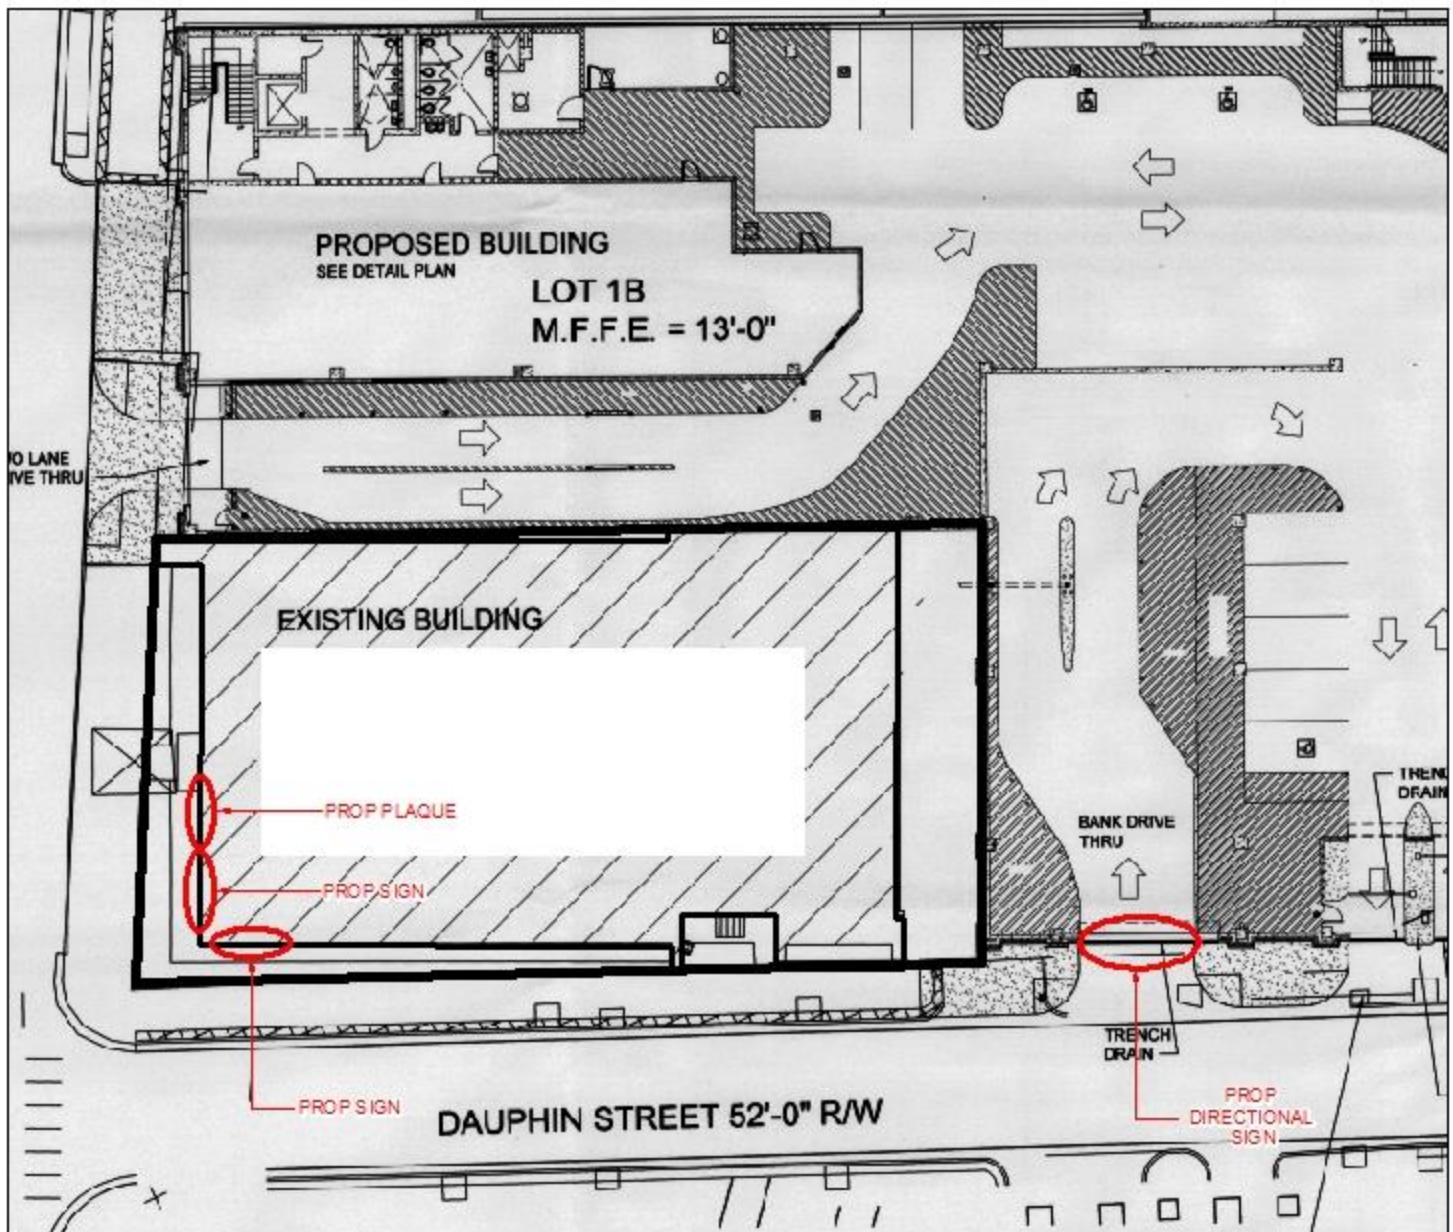 PROPOSED BUILDING
SEE DETAIL PLAN
LOT 1B
M.F.F.E. = 13'-0"
O LANE
IVE THRU
EXISTING BUILDING
PROP PLAQUE
PROP SIGN
BANK DRIVE
THRU
TREN
DRAIN
TRENCH
DRAIN
PROP SIGN
DAUPHIN STREET 52'-0" R/W
PROP
DIRECTIONAL
SIGN